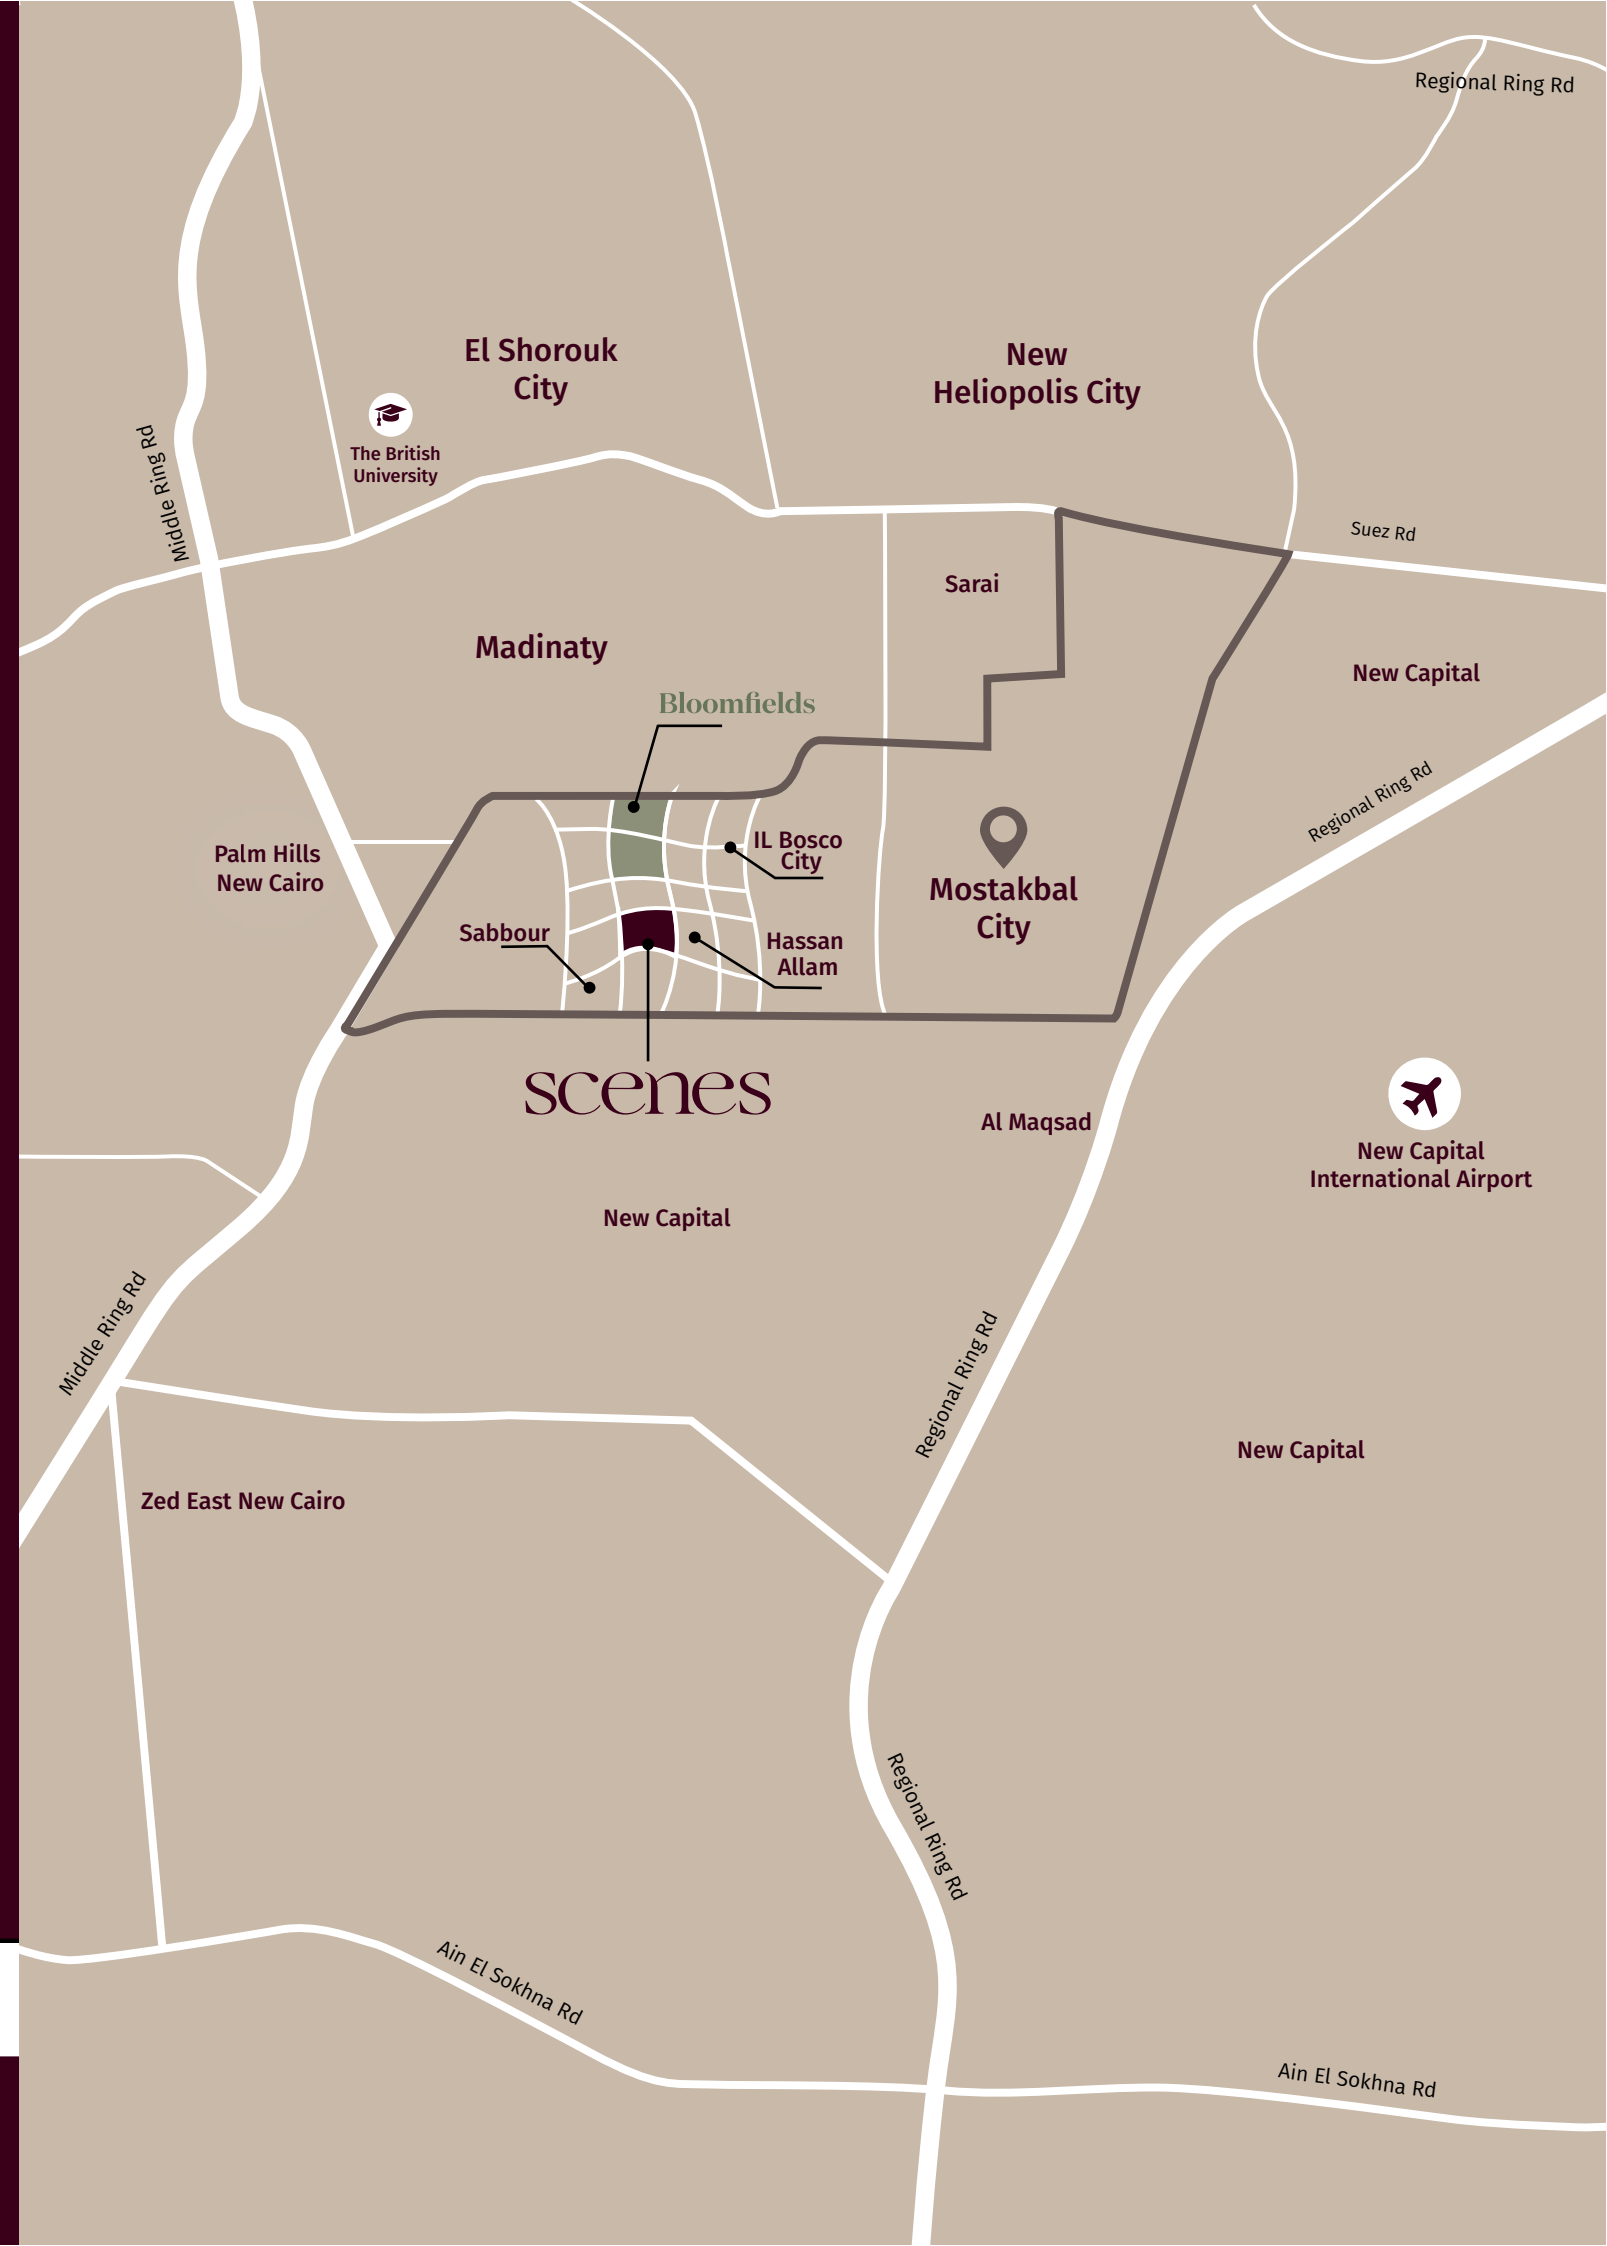 Regional Ring Rd
El Shorouk
City
New
Heliopolis City
The British
University
Middle Ring Rd
Suez Rd
Sarai
Madinaty
New Capital
Bloomfields
Regional Ring Rd
IL Bosco
City
Palm Hills
New Cairo
Mostakbal
City
Sabbour
Hassan
Allam
scenes
Al Maqsad
New Capital
International Airport
New Capital
Middle Ring Rd
Regional Ring Rd
New Capital
Zed East New Cairo
Regional Ring Rd
Ain El Sokhna Rd
Ain El Sokhna Rd